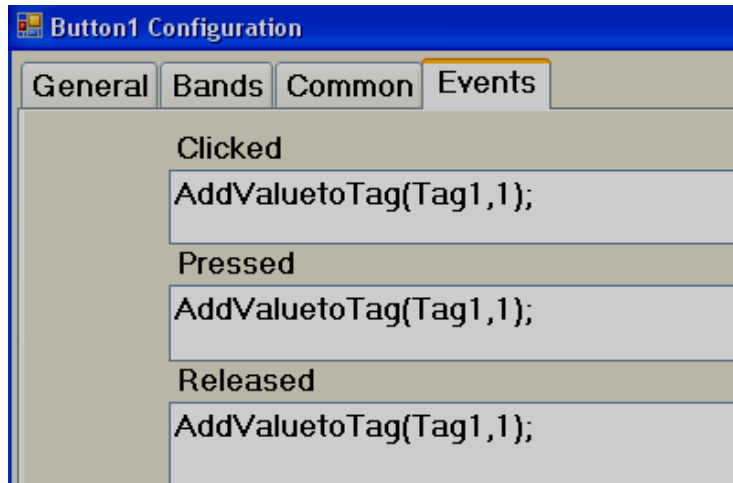 Button1 Configuration
General Bands Common Events
Clicked
AddValuetoTag(Tag1,1);
Pressed
AddValuetoTag(Tag1,1);
Released
AddValuetoTag(Tag1,1);